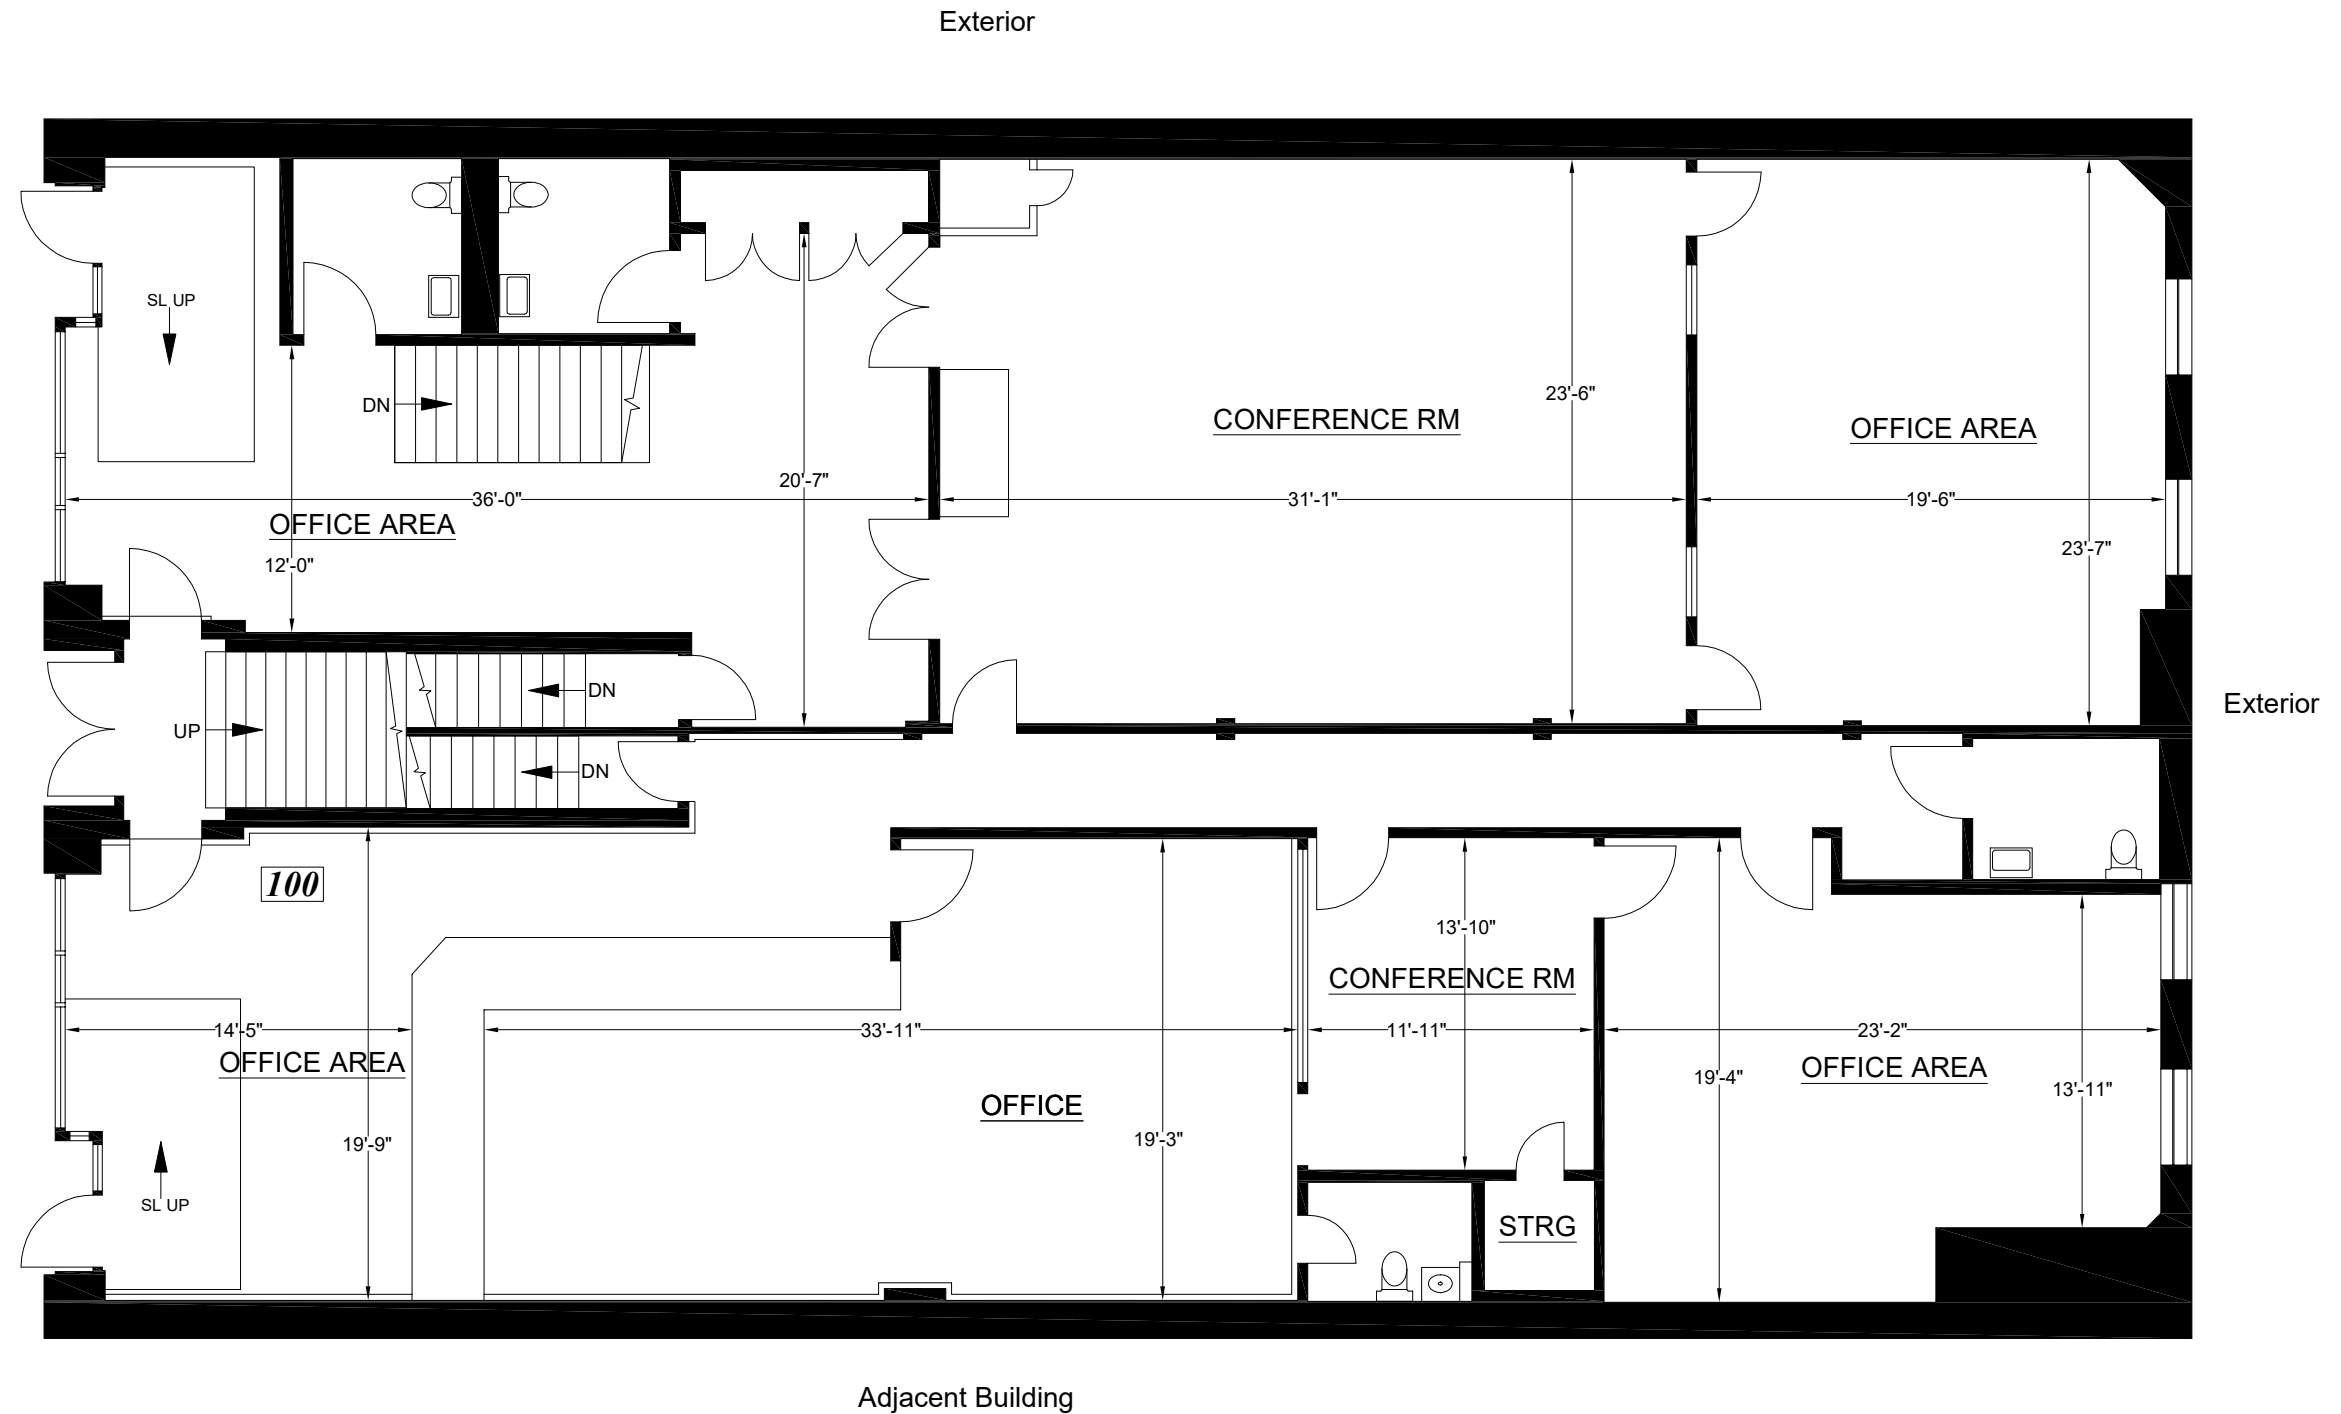 Exterior
SL UP
DN
23'-6"
CONFERENCE RM
OFFICE AREA
20'-7"
36'-0"
31'-1"
19'-6"
OFFICE AREA
23'-7"
12'-0"
DN
Exterior
UP
DN
100
13'-10"
CONFERENCE RM
14'-5"
33'-11"
11'-11"
23'-2"
OFFICE AREA
OFFICE AREA
19'-4"
13'-11"
OFFICE
19'-9"
19'-3"
SL UP
STRG
Adjacent Building